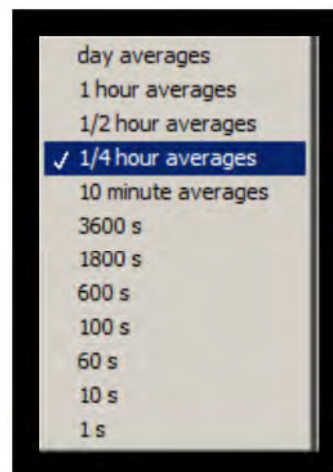 day averages
1 hour averages
1/2 hour averages
1/4 hour averages
10 minute averages
3600 s
1800 s
600 s
100 s
60 s
10 s
1 s